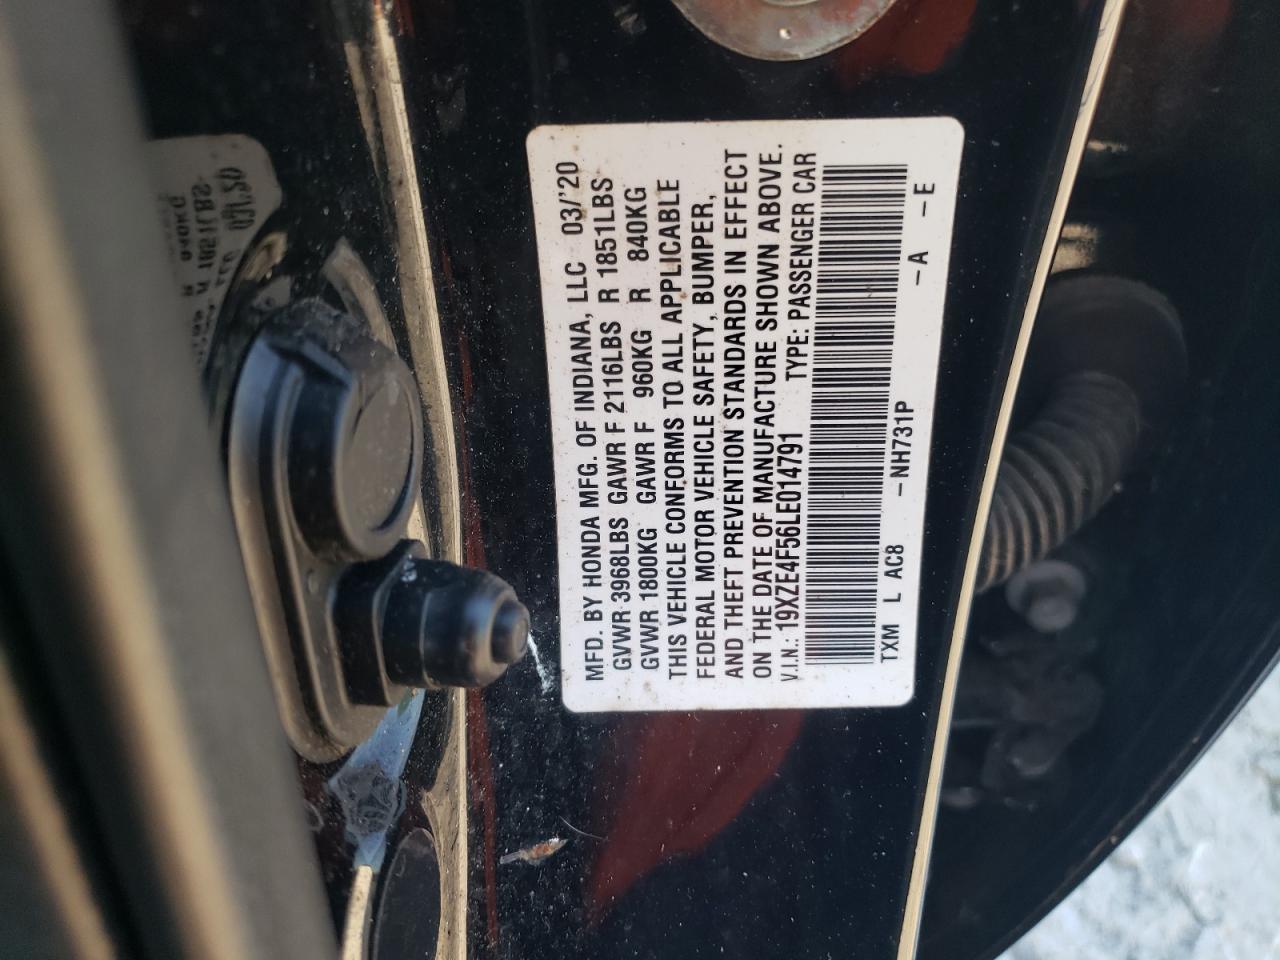 MFD. BY HONDA MFG. OF INDIANA, LLC 03/'20
GVWR 3968LBS GAWR F 2116LBS R 1851LBS
GVWR 1800KG GAWR F 960KG R 840KG
THIS VEHICLE CONFORMS TO ALL APPLICABLE
FEDERAL MOTOR VEHICLE SAFETY, BUMPER,
AND THEFT PREVENTION STANDARDS IN EFFECT
ON THE DATE OF MANUFACTURE SHOWN ABOVE.
V.I.N.: 19XZE4F56LE014791 TYPE: PASSENGER CAR
TXM L AC8 - NH731P - A - E